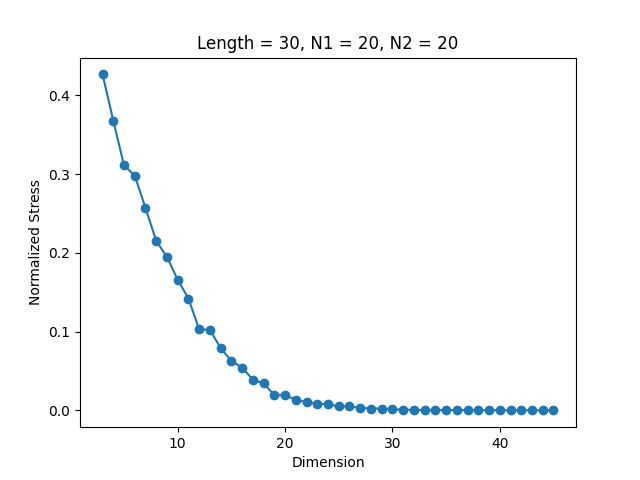 Length = 30, N1 = 20, N2 = 20
Normalized Stress
0.4
0.3
0.2
0.1
0.0
10 20 30 40
Dimension